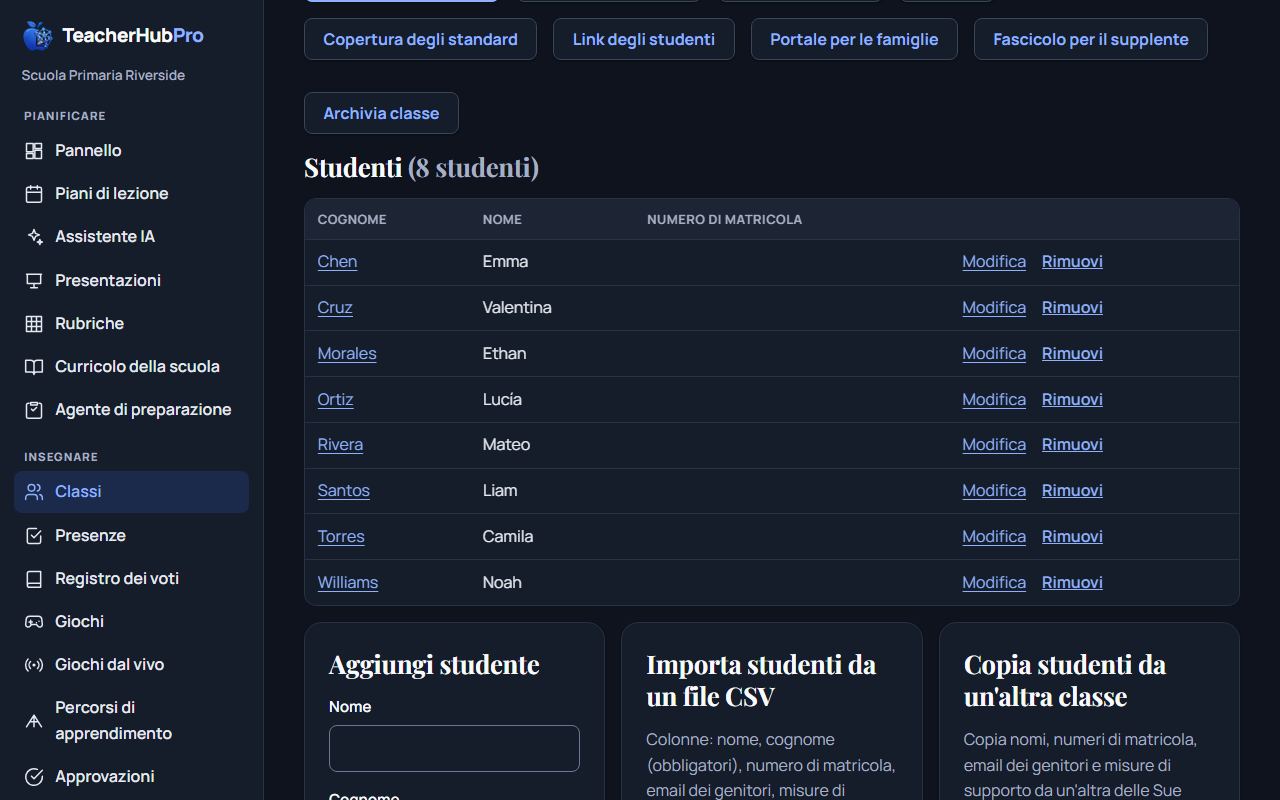 TeacherHubPro
Scuola Primaria Riverside
PIANIFICARE
Pannello
Piani di lezione
Assistente IA
Presentazioni
Rubriche
Curricolo della scuola
Agente di preparazione
INSEGNARE
Classi
Presenze
Registro dei voti
Giochi
Giochi dal vivo
Percorsi di
apprendimento
Approvazioni
Copertura degli standard
Link degli studenti
Portale per le famiglie
Fascicolo per il supplente
Archivia classe
Studenti (8 studenti)
COGNOME NOME NUMERO DI MATRICOLA
Chen Emma Modifica Rimuovi
Cruz Valentina Modifica Rimuovi
Morales Ethan Modifica Rimuovi
Ortiz Lucía Modifica Rimuovi
Rivera Mateo Modifica Rimuovi
Santos Liam Modifica Rimuovi
Torres Camila Modifica Rimuovi
Williams Noah Modifica Rimuovi
Aggiungi studente
Nome
Cognome
Importa studenti da
un file CSV
Colonne: nome, cognome
(obbligatori), numero di matricola,
email dei genitori, misure di
Copia studenti da
un'altra classe
Copia nomi, numeri di matricola,
email dei genitori e misure di
supporto da un'altra delle Sue